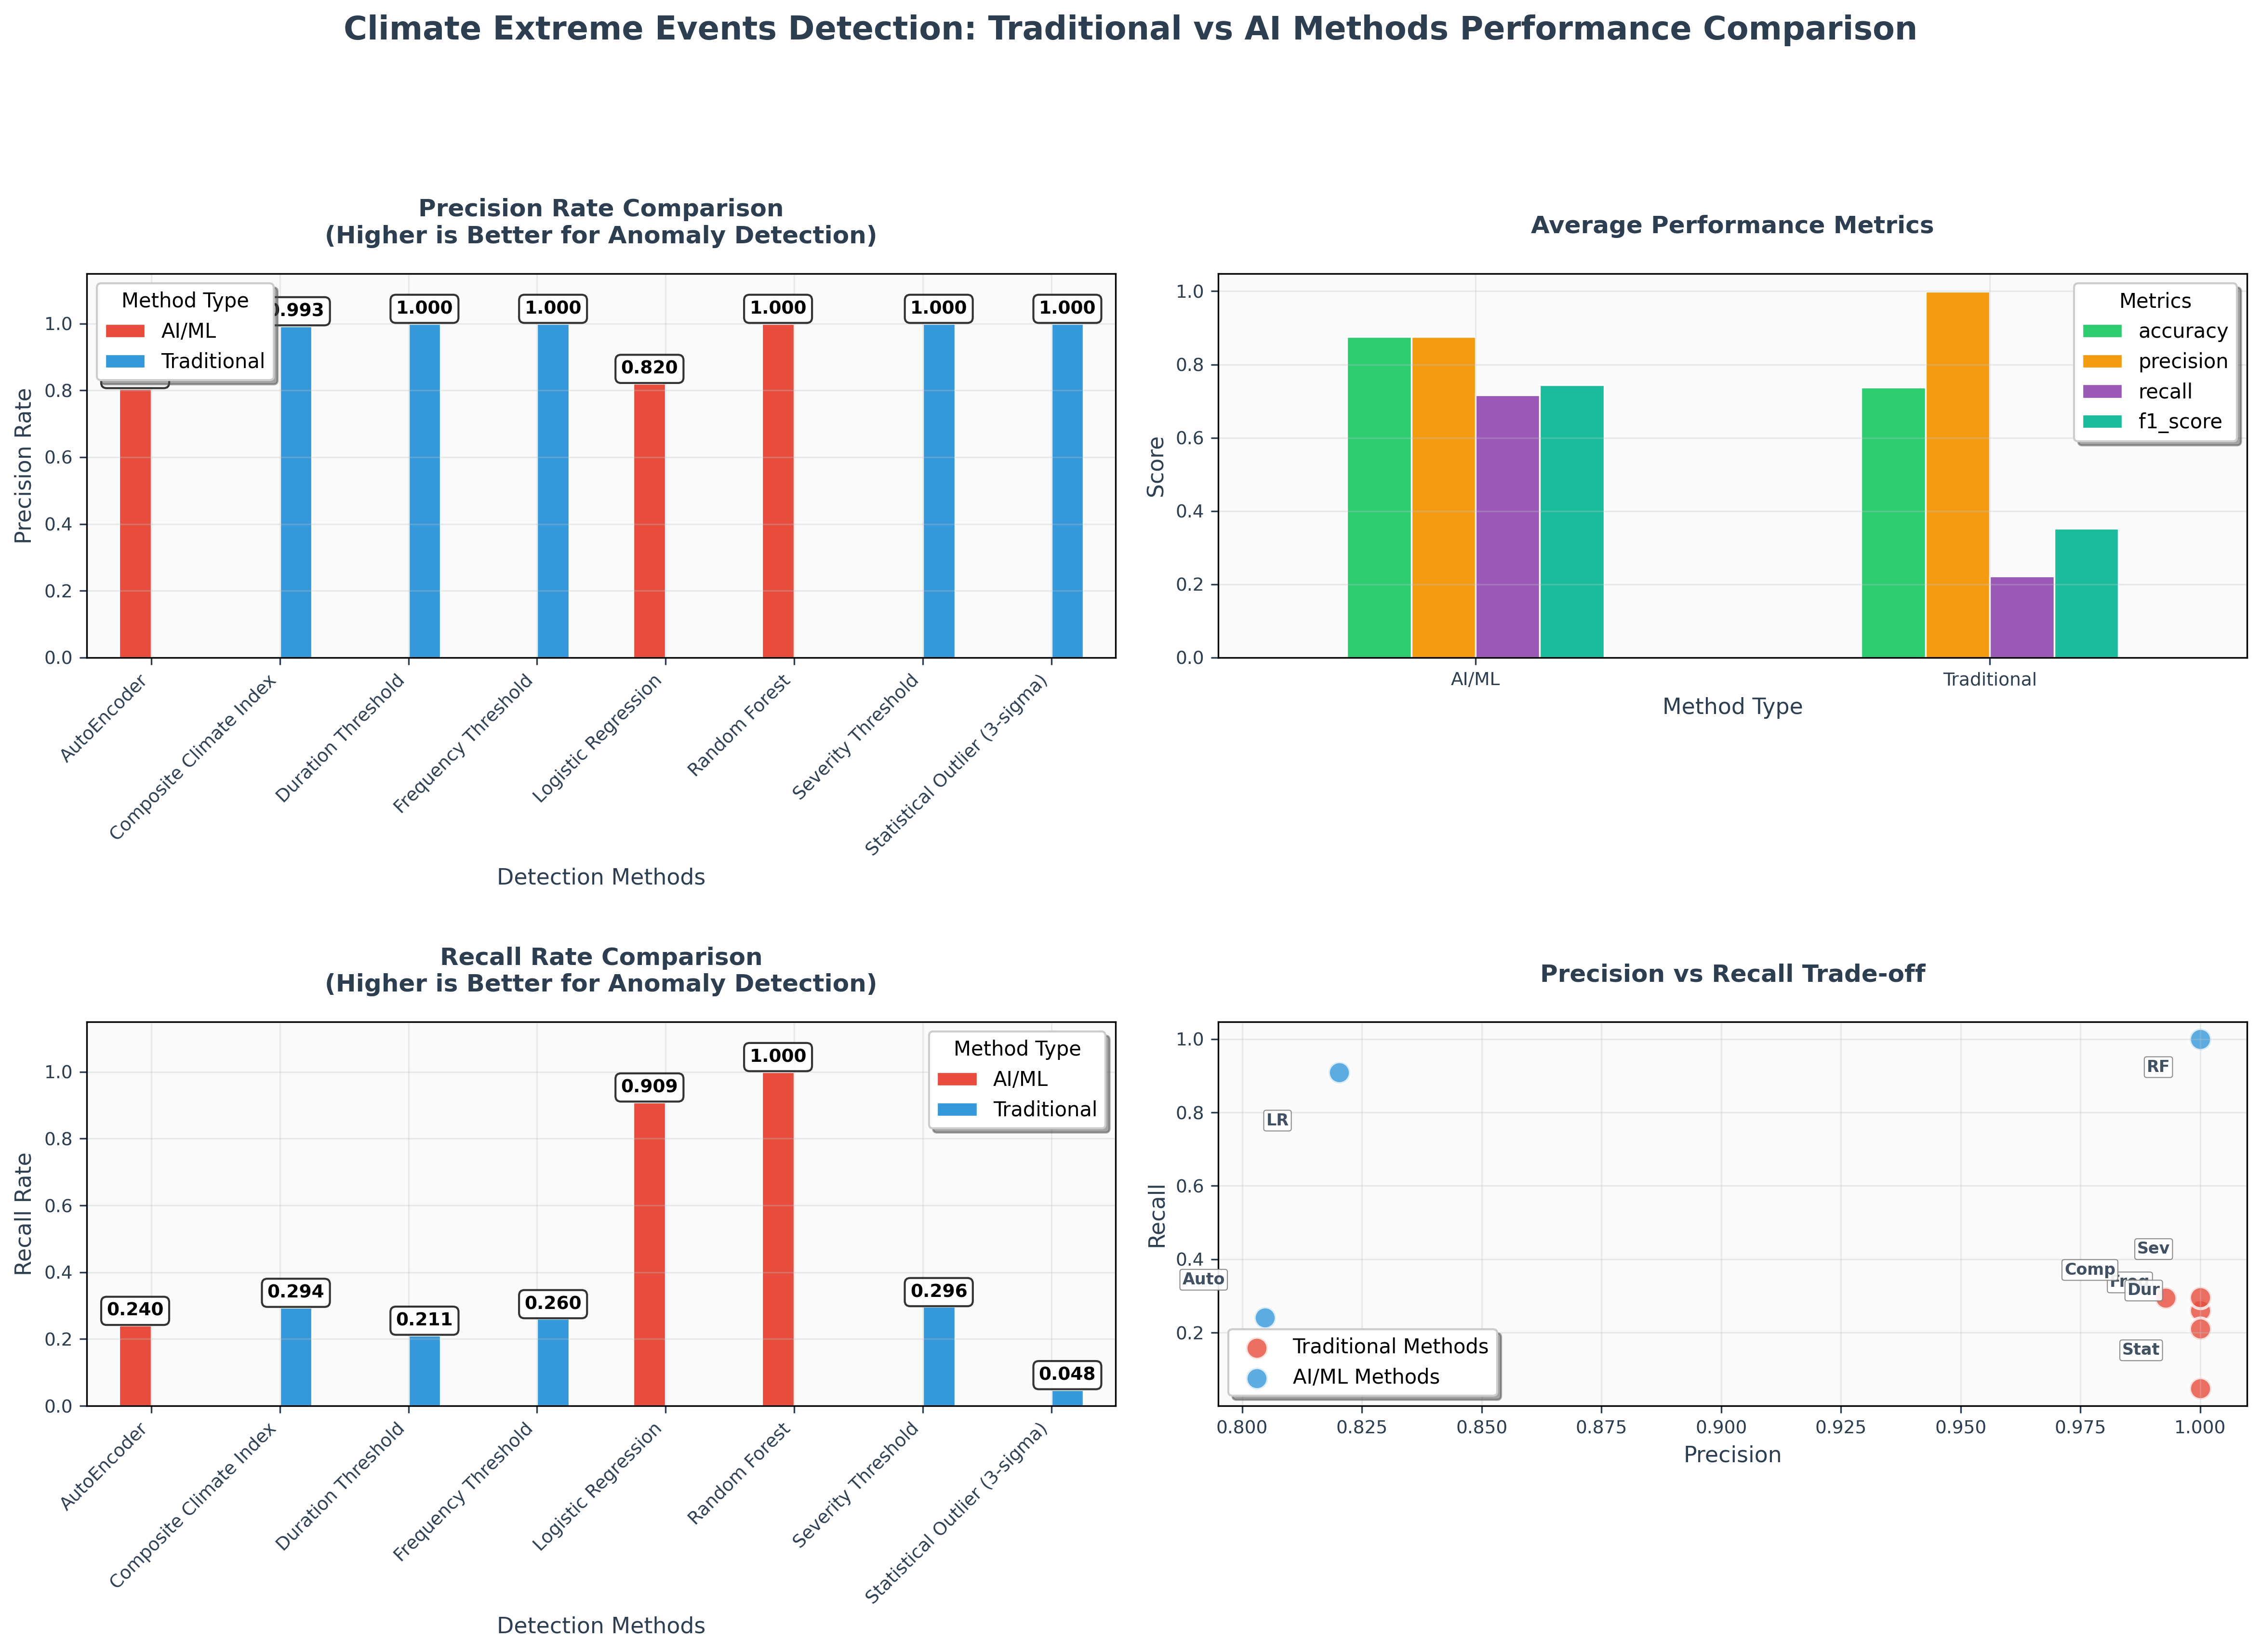 Climate Extreme Events Detection: Traditional vs AI Methods Performance Comparison
Precision Rate Comparison
(Higher is Better for Anomaly Detection)
Precision Rate
1.0
0.8
0.6
0.4
0.2
0.0
Method Type
AI/ML
Traditional
.993
1.000
1.000
0.820
1.000
1.000
1.000
AutoEncoder
Composite Climate Index
Duration Threshold
Frequency Threshold
Logistic Regression
Random Forest
Severity Threshold
Statistical Outlier (3-sigma)
Detection Methods
Average Performance Metrics
Score
1.0
0.8
0.6
0.4
0.2
0.0
Metrics
accuracy
precision
recall
f1_score
AI/ML
Traditional
Method Type
Recall Rate Comparison
(Higher is Better for Anomaly Detection)
Recall Rate
1.0
0.8
0.6
0.4
0.2
0.0
Method Type
AI/ML
Traditional
0.240
0.294
0.211
0.260
0.909
1.000
0.296
0.048
AutoEncoder
Composite Climate Index
Duration Threshold
Frequency Threshold
Logistic Regression
Random Forest
Severity Threshold
Statistical Outlier (3-sigma)
Detection Methods
Precision vs Recall Trade-off
Recall
1.0
0.8
0.6
0.4
0.2
RF
LR
Sev
Comp
Freq
Dur
Auto
Stat
Traditional Methods
AI/ML Methods
0.800
0.825
0.850
0.875
0.900
0.925
0.950
0.975
1.000
Precision